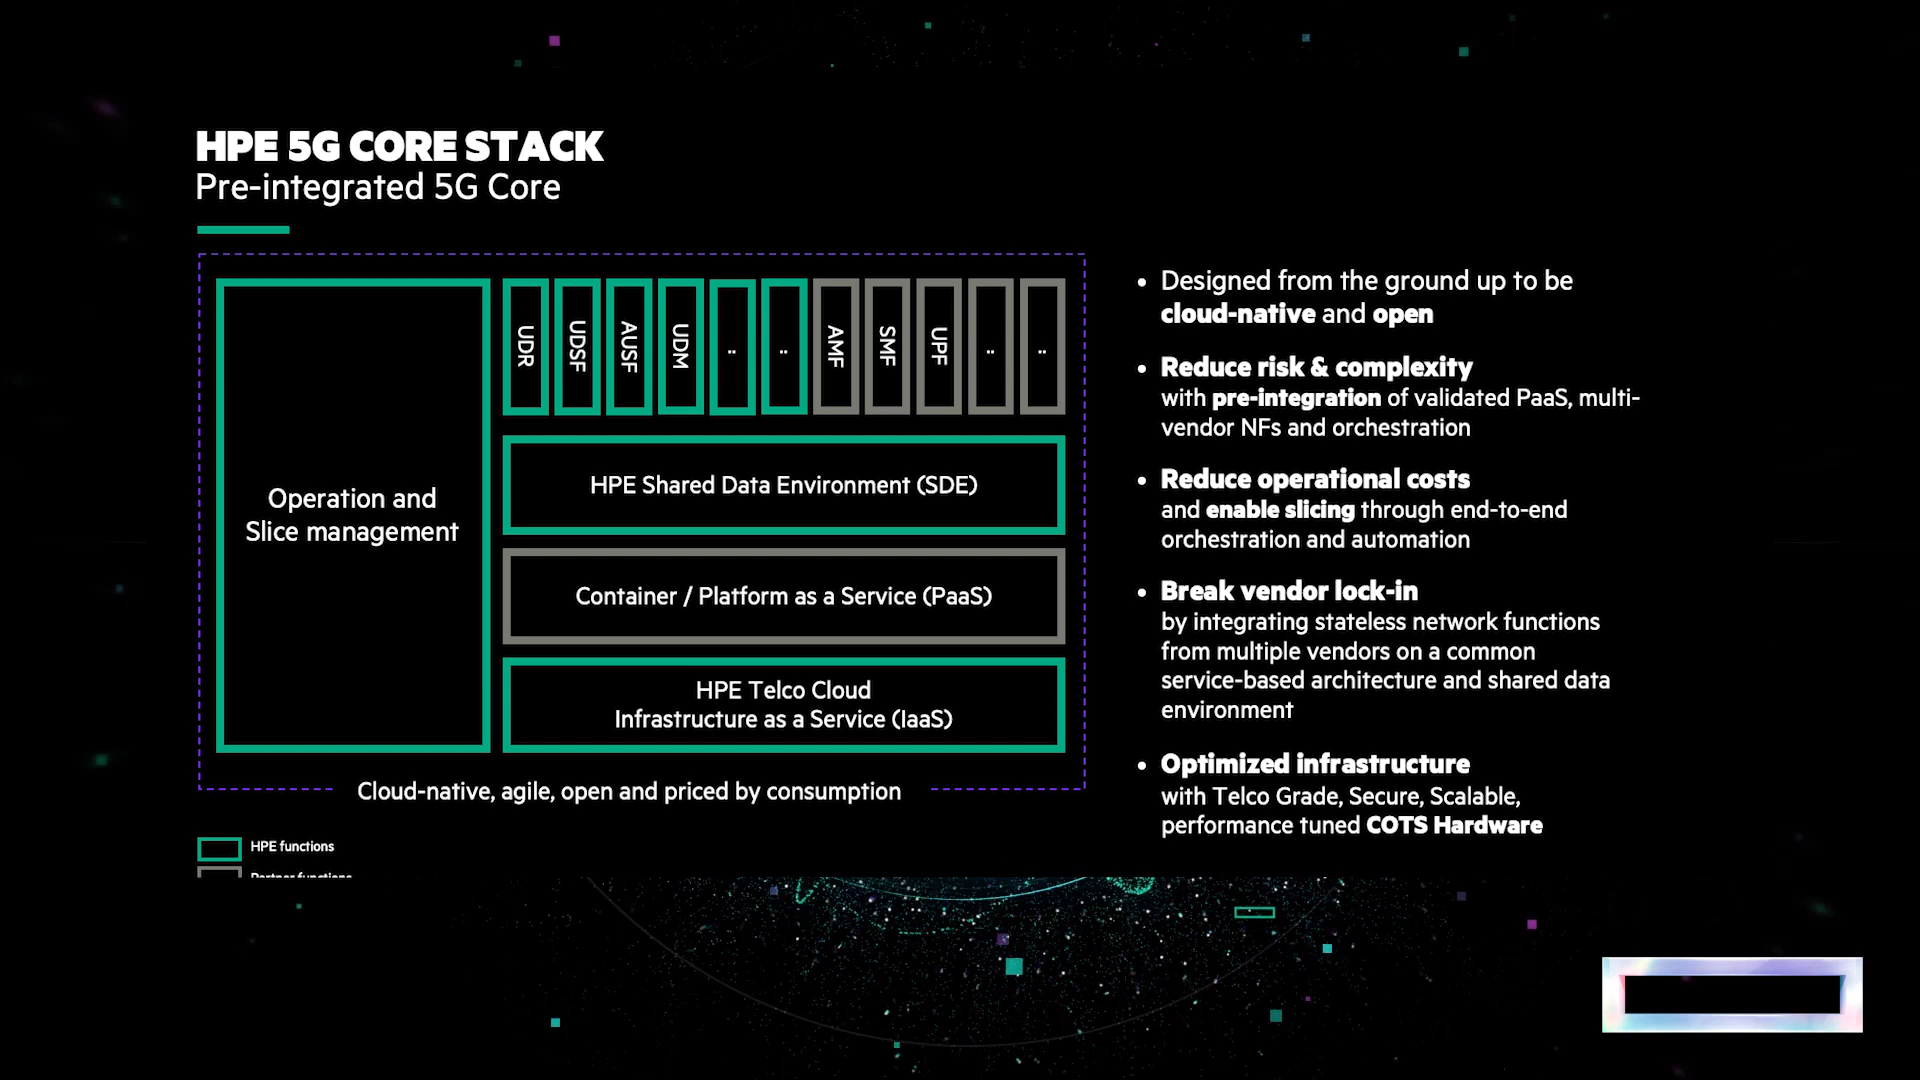 HPE 5G CORE STACK
Pre-integrated 5G Core
Operation and
Slice management
UDR
UDSF
AUSF
UDM
..
..
AMF
SMF
UPF
..
..
HPE Shared Data Environment (SDE)
Container / Platform as a Service (PaaS)
HPE Telco Cloud
Infrastructure as a Service (IaaS)
Cloud-native, agile, open and priced by consumption
HPE functions
Partner functions
• Designed from the ground up to be
cloud-native and open
• Reduce risk & complexity
with pre-integration of validated PaaS, multi-
vendor NFs and orchestration
• Reduce operational costs
and enable slicing through end-to-end
orchestration and automation
• Break vendor lock-in
by integrating stateless network functions
from multiple vendors on a common
service-based architecture and shared data
environment
• Optimized infrastructure
with Telco Grade, Secure, Scalable,
performance tuned COTS Hardware